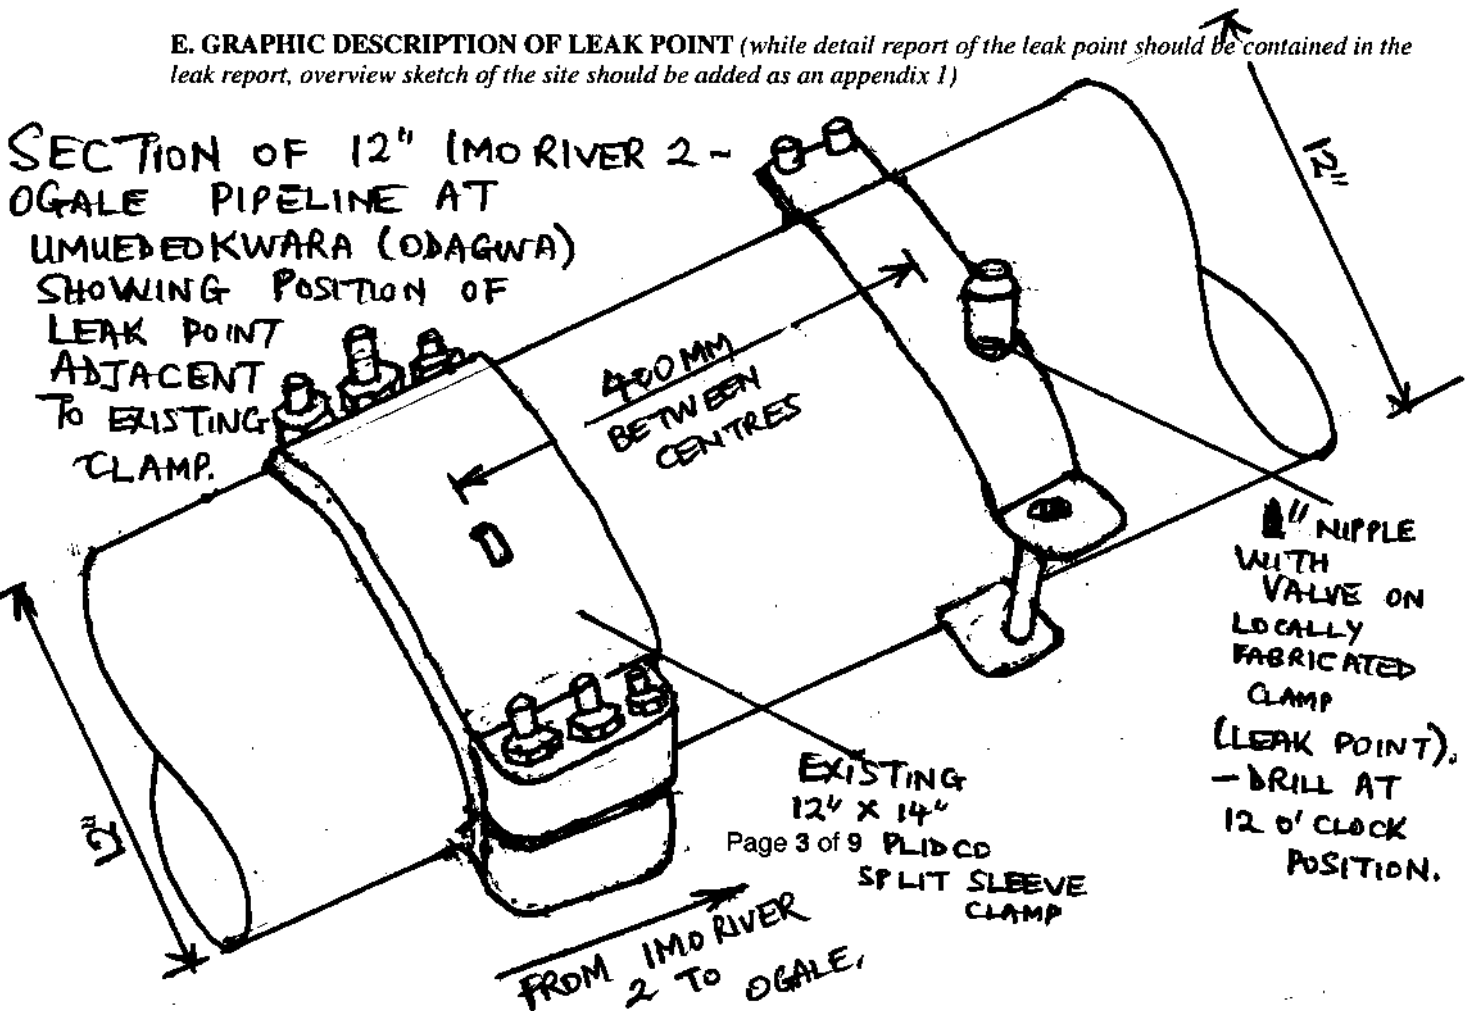 E. GRAPHIC DESCRIPTION OF LEAK POINT (while detail report of the leak point should be contained in the
leak report, overview sketch of the site should be added as an appendix 1)
SECTION OF 12" IMO RIVER 2 -
OGALE PIPELINE AT
UMUEDEDKWARA (ODAGWA)
SHOWING POSITION OF
LEAK POINT
ADJACENT
TO EXISTING
CLAMP.
12"
400 MM
BETWEEN
CENTRES
1" NIPPLE
WITH
VALVE ON
LOCALLY
FABRICATED
CLAMP
(LEAK POINT).
- DRILL AT
12 O'CLOCK
POSITION.
12"
EXISTING
12" X 14"
PLIDCO
SPLIT SLEEVE
CLAMP
Page 3 of 9
FROM IMO RIVER
2 TO OGALE.